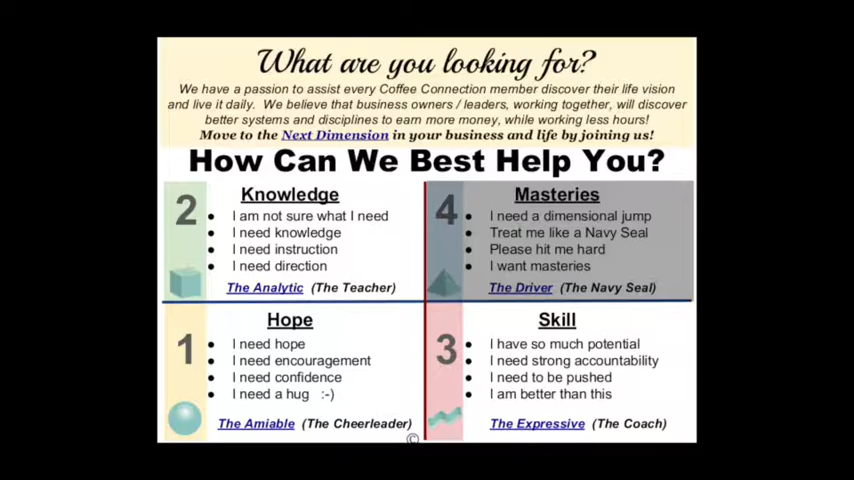 What are you looking for?
We have a passion to assist every Coffee Connection member discover their life vision
and live it daily. We believe that business owners / leaders, working together, will discover
better systems and disciplines to earn more money, while working less hours!
Move to the Next Dimension in your business and life by joining us!
How Can We Best Help You?
2
Knowledge
I am not sure what I need
I need knowledge
I need instruction
I need direction
The Analytic (The Teacher)
4
Masteries
I need a dimensional jump
Treat me like a Navy Seal
Please hit me hard
I want masteries
The Driver (The Navy Seal)
1
Hope
I need hope
I need encouragement
I need confidence
I need a hug :-)
The Amiable (The Cheerleader)
3
Skill
I have so much potential
I need strong accountability
I need to be pushed
I am better than this
The Expressive (The Coach)
©